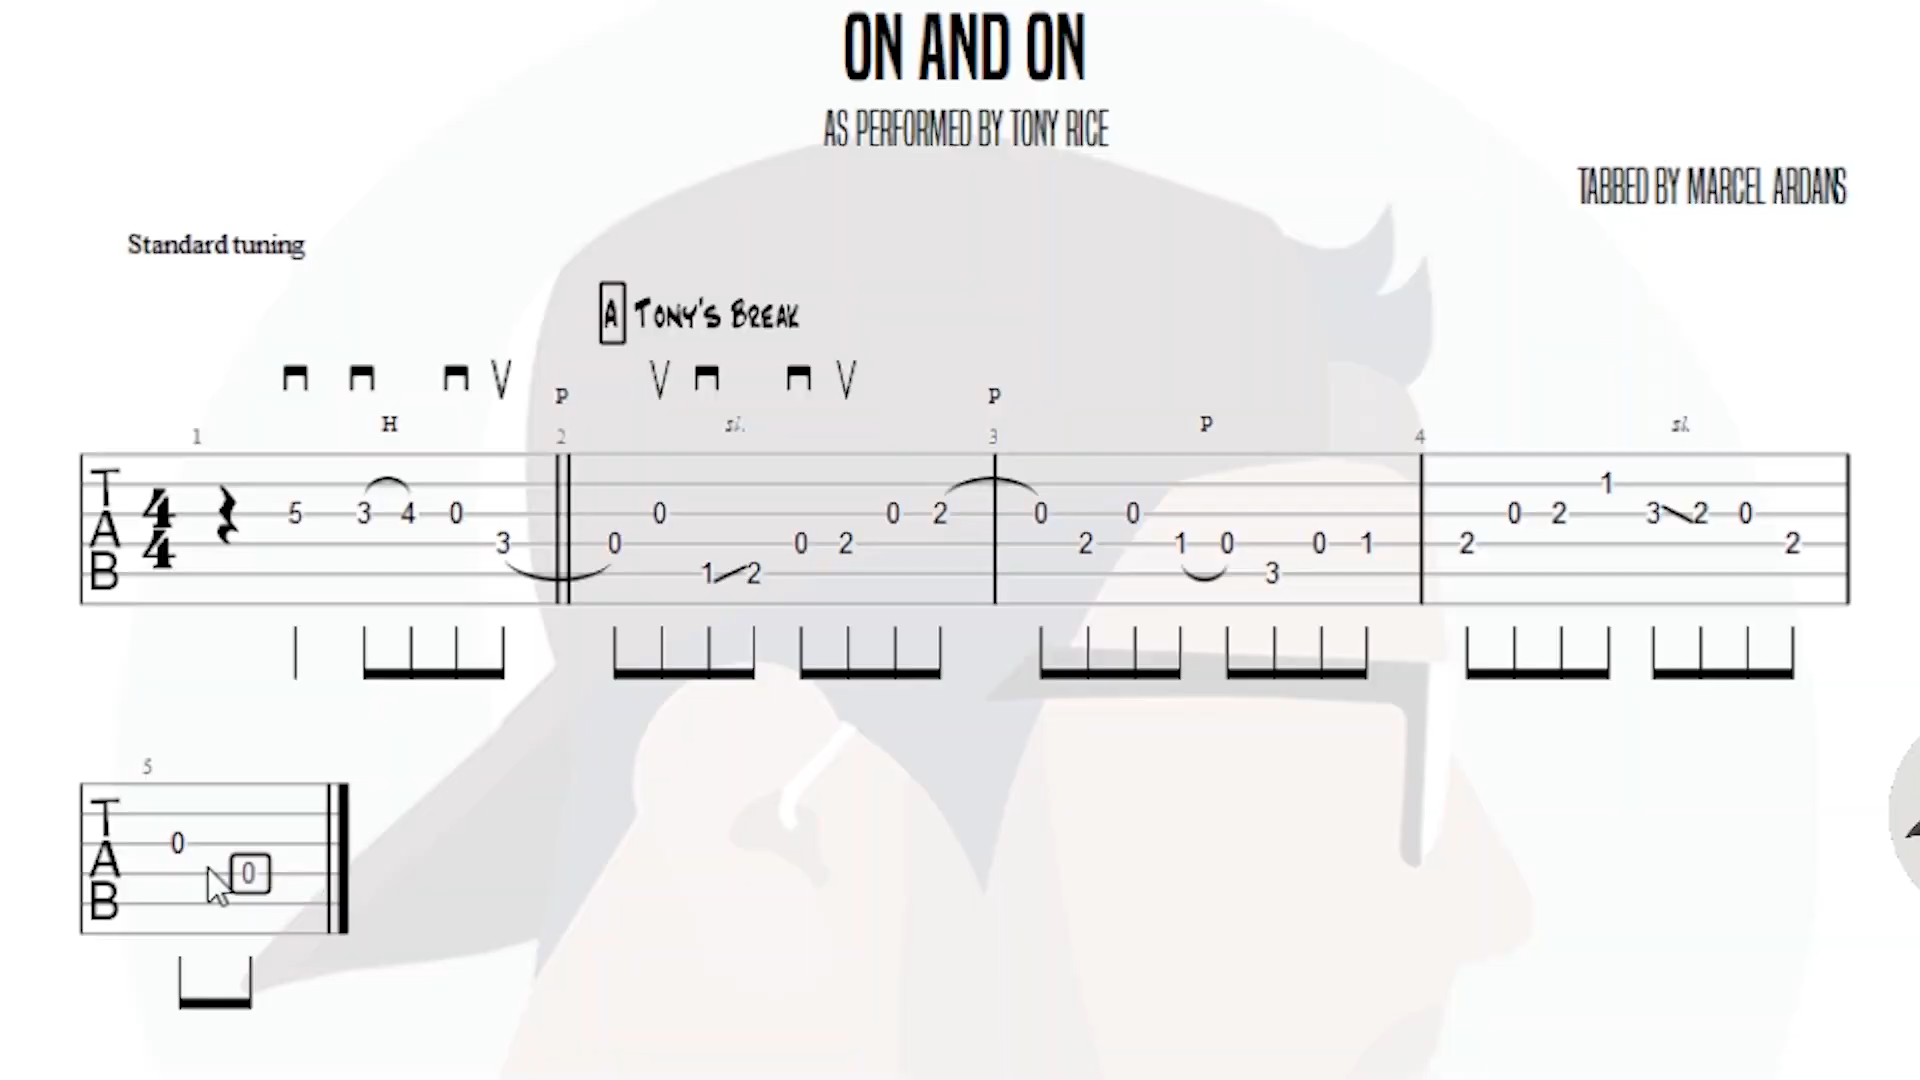 ON AND ON
AS PERFORMED BY TONY RICE
TABBED BY MARCEL ARDANS
Standard tuning
A TONY'S BREAK
P P
H sl. P sl.
1 2 3 4
T A B
4 4
1
5 3 4 0 0 0 2 0 0 0 2 3 2 0
3 0 0 2 2 1 0 0 1 2 2
1 2 3
5
T A B
0
0